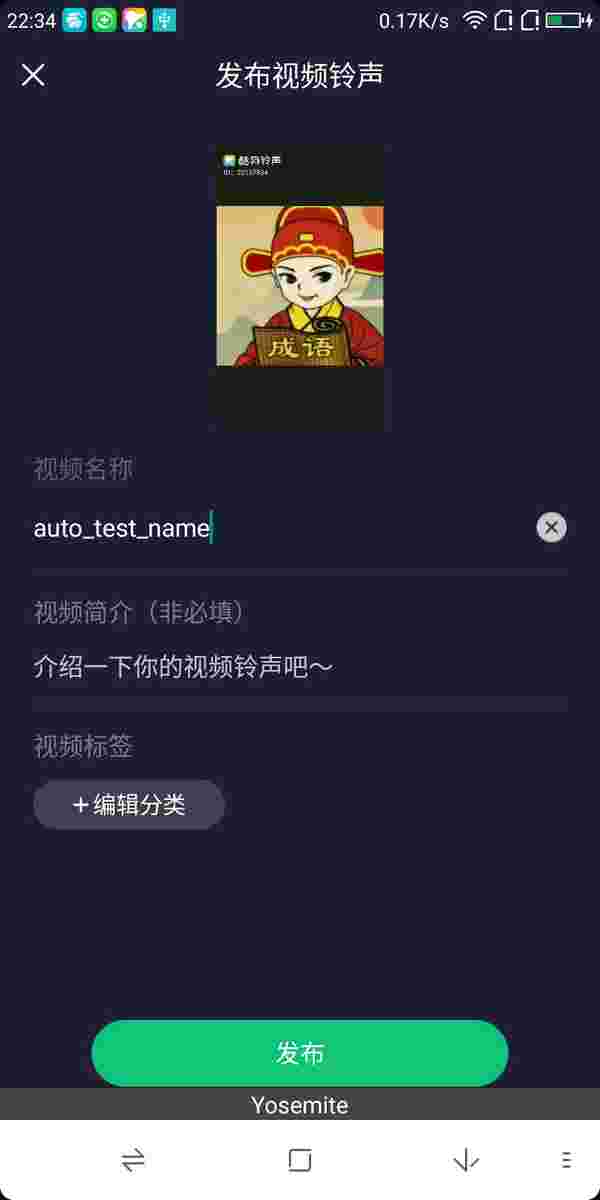 22:34
0.17K/s
发布视频铃声
酷狗铃声
成语
视频名称
auto_test_name
视频简介（非必填）
介绍一下你的视频铃声吧～
视频标签
+编辑分类
发布
Yosemite